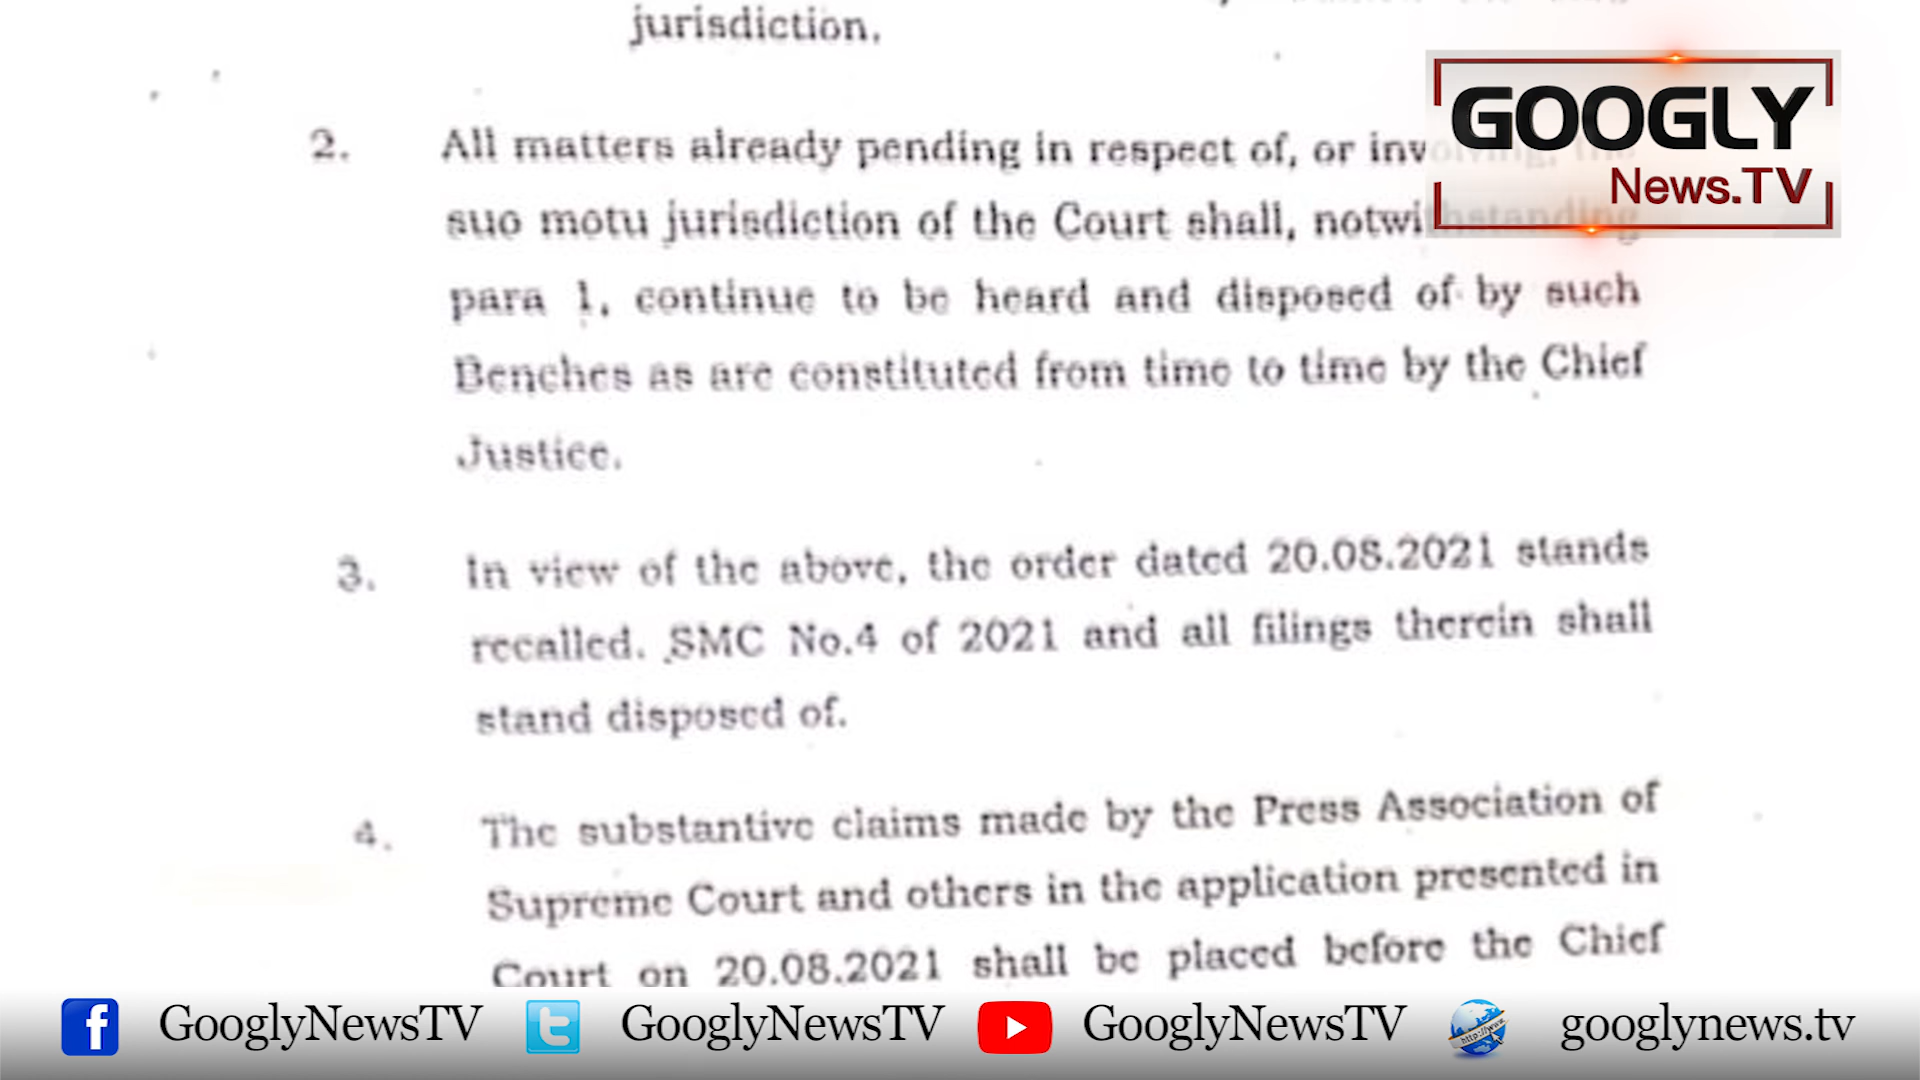 jurisdiction.
GOOGLY
News.TV
2. All matters already pending in respect of, or involving, the
suo motu jurisdiction of the Court shall, notwithstanding
para 1, continue to be heard and disposed of by such
Benches as are constituted from time to time by the Chief
Justice.
3. In view of the above, the order dated 20.08.2021 stands
recalled. SMC No.4 of 2021 and all filings therein shall
stand disposed of.
4. The substantive claims made by the Press Association of
Supreme Court and others in the application presented in
Court on 20.08.2021 shall be placed before the Chief
GooglyNewsTV GooglyNewsTV GooglyNewsTV googlynews.tv